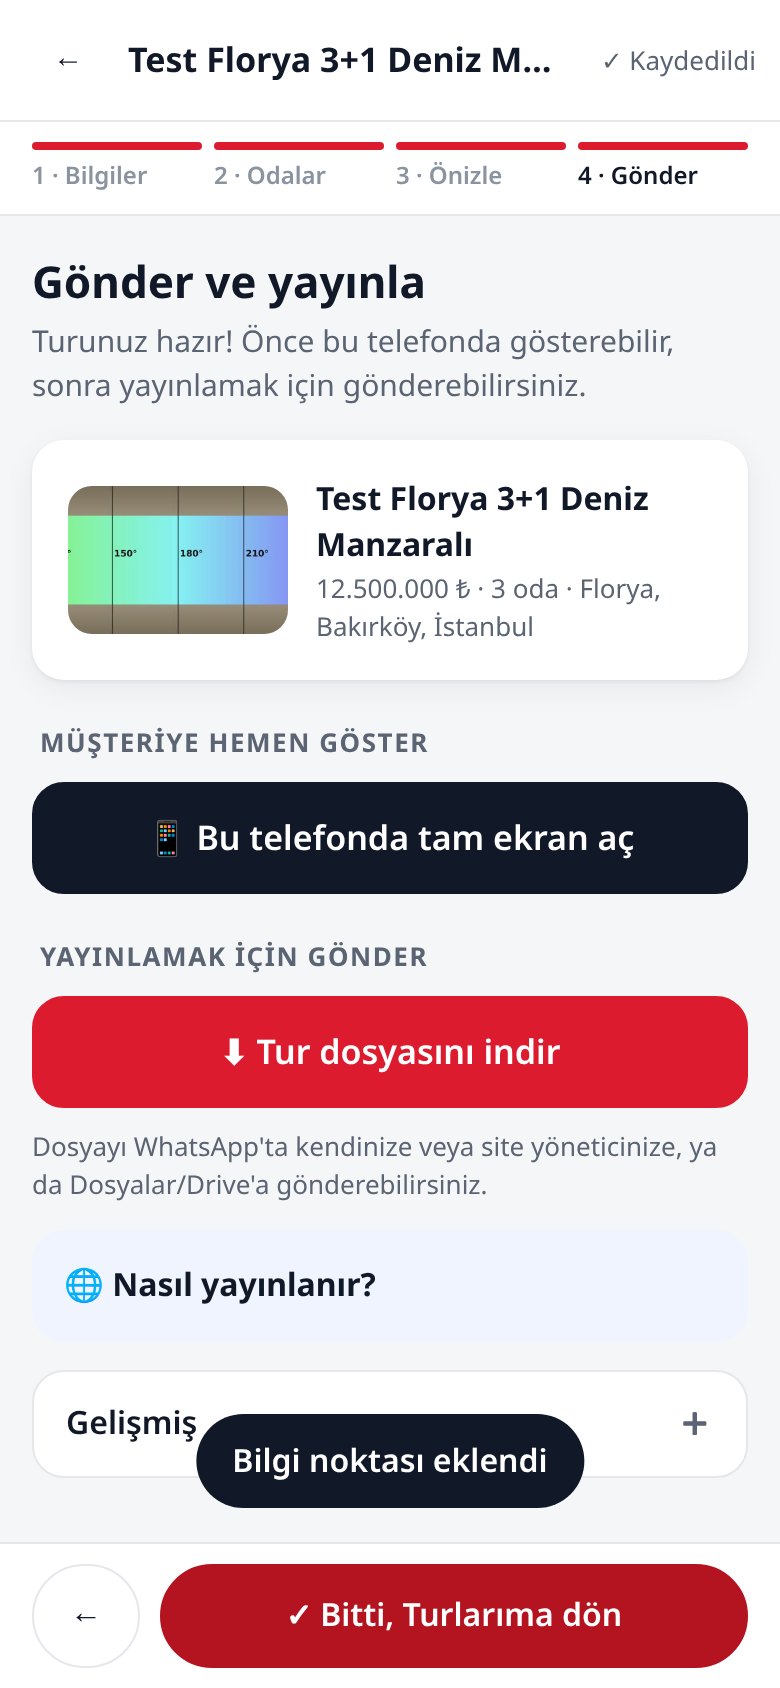 ← Test Florya 3+1 Deniz M... ✓ Kaydedildi
1 · Bilgiler 2 · Odalar 3 · Önizle 4 · Gönder
Gönder ve yayınla
Turunuz hazır! Önce bu telefonda gösterebilir,
sonra yayınlamak için gönderebilirsiniz.
150° 180° 210°
Test Florya 3+1 Deniz
Manzaralı
12.500.000 ₺ · 3 oda · Florya,
Bakırköy, İstanbul
MÜŞTERİYE HEMEN GÖSTER
📱 Bu telefonda tam ekran aç
YAYINLAMAK İÇİN GÖNDER
⬇ Tur dosyasını indir
Dosyayı WhatsApp'ta kendinize veya site yöneticinize, ya
da Dosyalar/Drive'a gönderebilirsiniz.
🌐 Nasıl yayınlanır?
Gelişmiş +
Bilgi noktası eklendi
← ✓ Bitti, Turlarıma dön